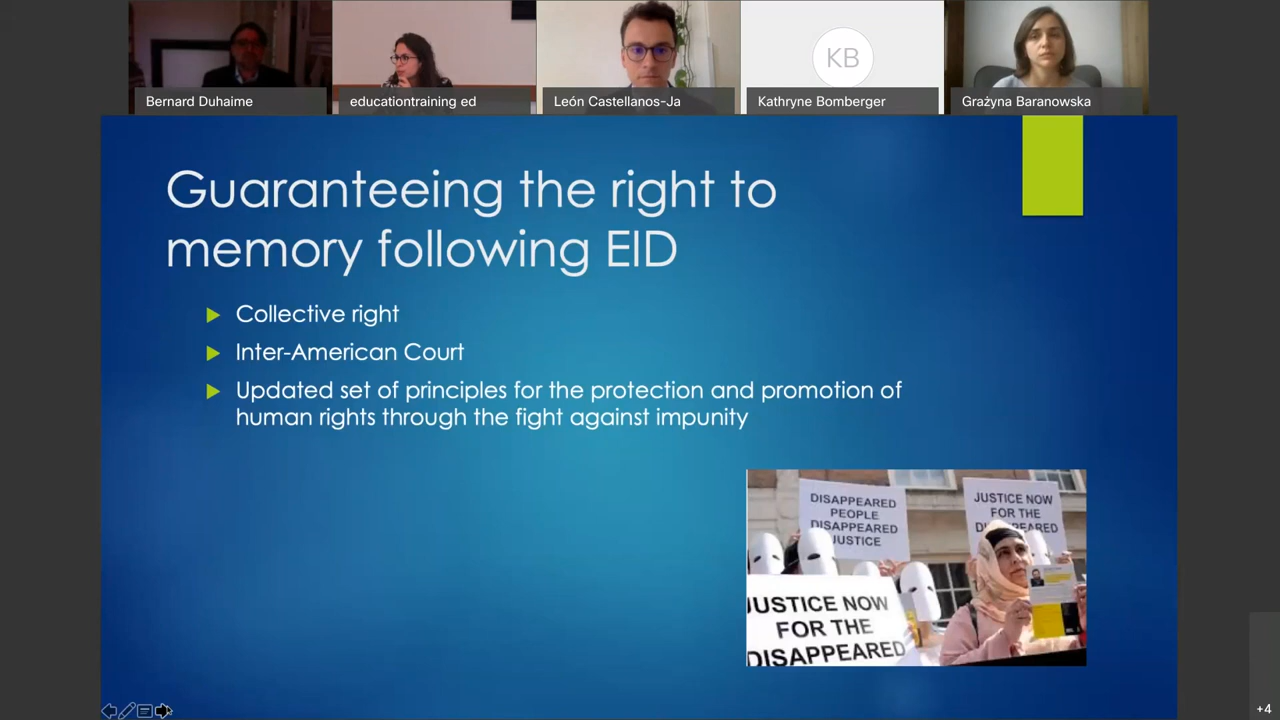 Bernard Duhaime
educationtraining ed
León Castellanos-Ja
KB
Kathryne Bomberger
Grażyna Baranowska
Guaranteeing the right to
memory following EID
Collective right
Inter-American Court
Updated set of principles for the protection and promotion of
human rights through the fight against impunity
DISAPPEARED
PEOPLE
DISAPPEARED
JUSTICE
JUSTICE NOW
FOR THE
DISAPPEARED
JUSTICE NOW
FOR THE
DISAPPEARED
+4